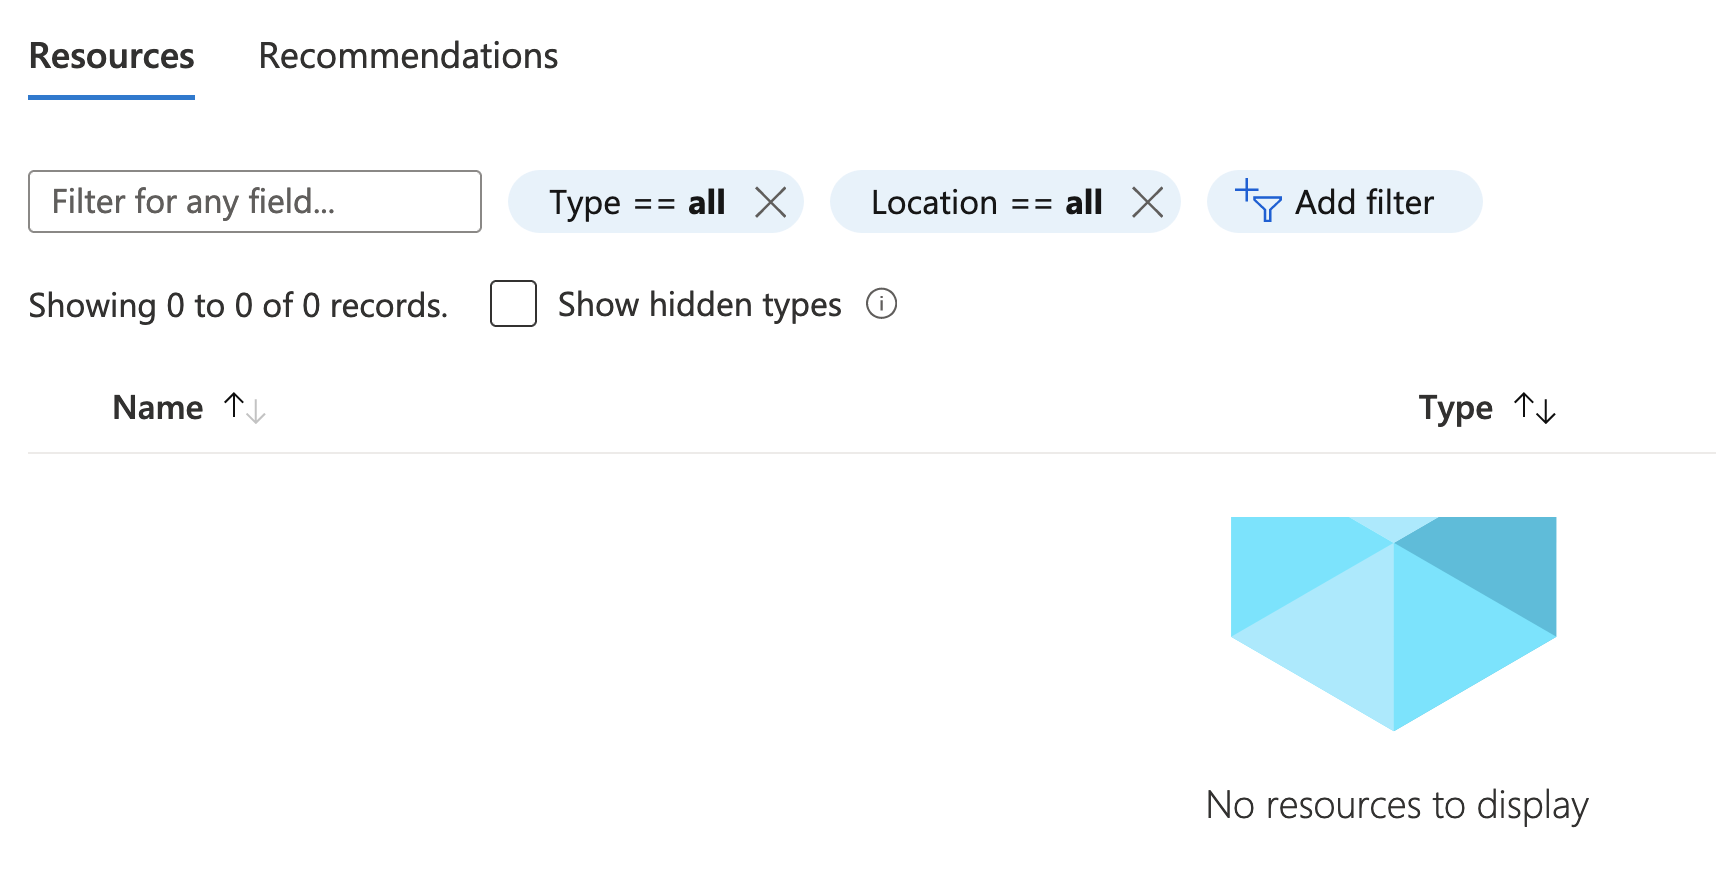 Resources Recommendations
Filter for any field... Type == all Location == all Add filter
Showing 0 to 0 of 0 records. Show hidden types
Name Type
No resources to display